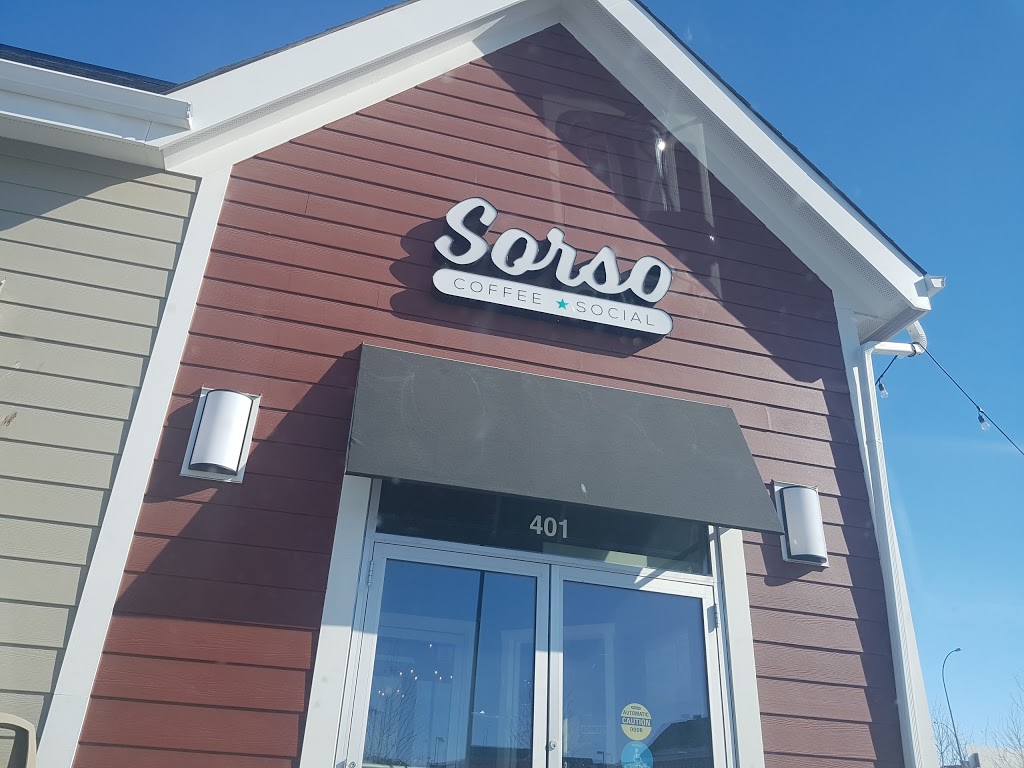 Sorso
COFFEE ★ SOCIAL
401
AUTOMATIC
CAUTION
DOOR